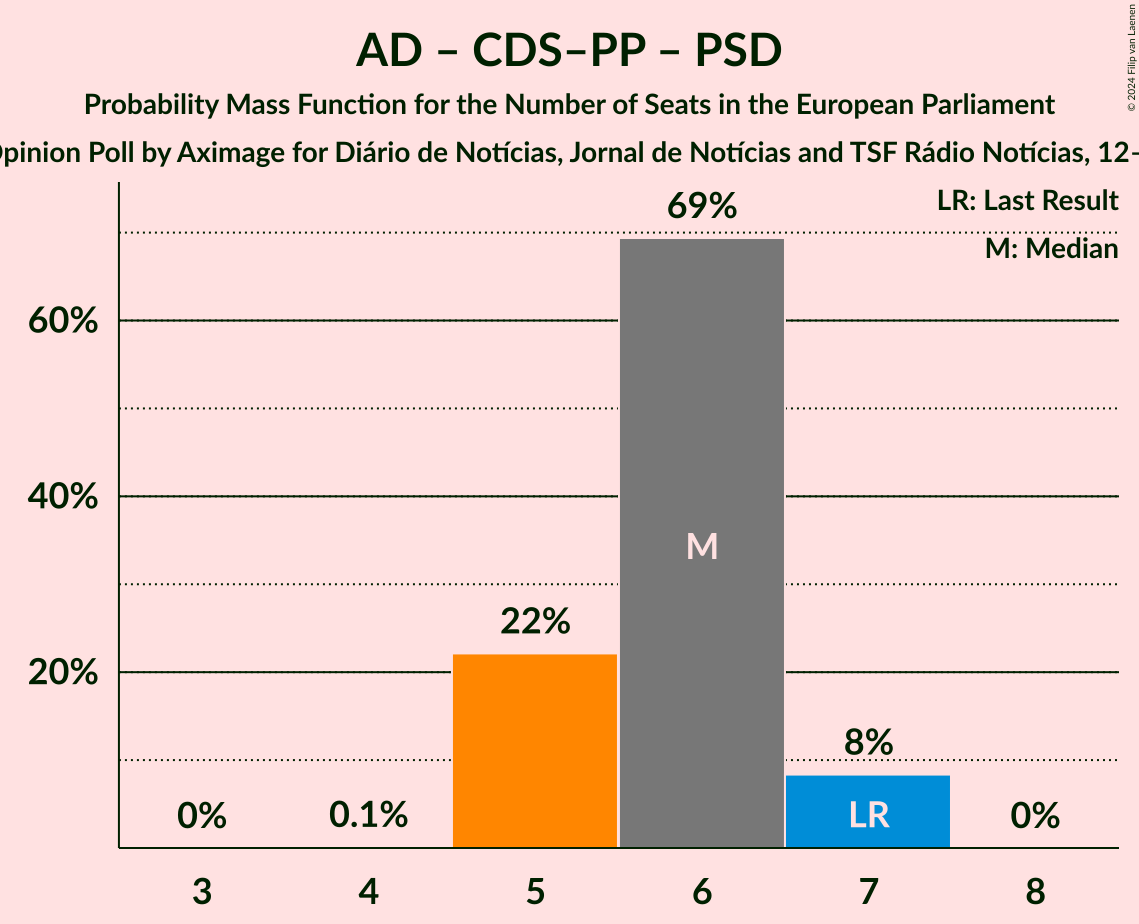 AD – CDS–PP – PSD
Probability Mass Function for the Number of Seats in the European Parliament
Poll by Aximage for Diário de Notícias, Jornal de Notícias and TSF Rádio Notícias, 12–
© 2024 Filip van Laenen
LR: Last Result
M: Median
69%
60%
40%
M
22%
20%
8%
0%
0.1%
LR
0%
3
4
5
6
7
8